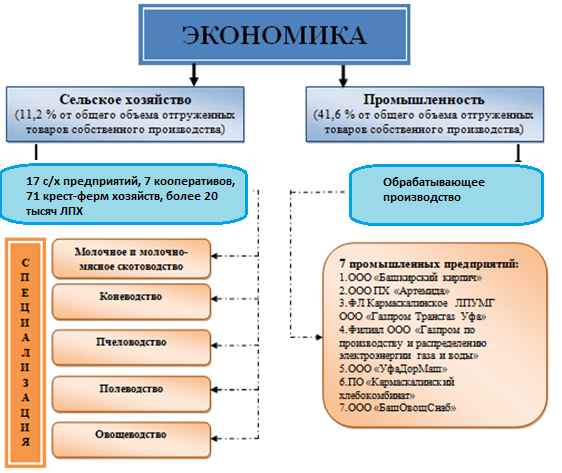 ЭКОНОМИКА
Сельское хозяйство
(11,2 % от общего объема отгруженных
товаров собственного производства)
Промышленность
(41,6 % от общего объема отгруженных
товаров собственного производства)
17 с/х предприятий, 7 кооперативов,
71 крест-ферм хозяйств, более 20
тысяч ЛПХ
Обрабатывающее
производство
СПЕЦИАЛИЗАЦИЯ
Молочное и молочно-
мясное скотоводство
Коневодство
Пчеловодство
Полеводство
Овощеводство
7 промышленных предприятий:
1.ООО «Башкирский кирпич»
2.ООО ПХ «Артемида»
3.ФЛ Кармаскалинское ЛПУМГ
ООО «Газпром Трансгаз Уфа»
4.Филиал ООО «Газпром по
производству и распределению
электроэнергии газа и воды»
5.ООО «УфаДорМаш»
6.ПО «Кармаскалинский
хлебокомбинат»
7.ООО «БашОвощСнаб»